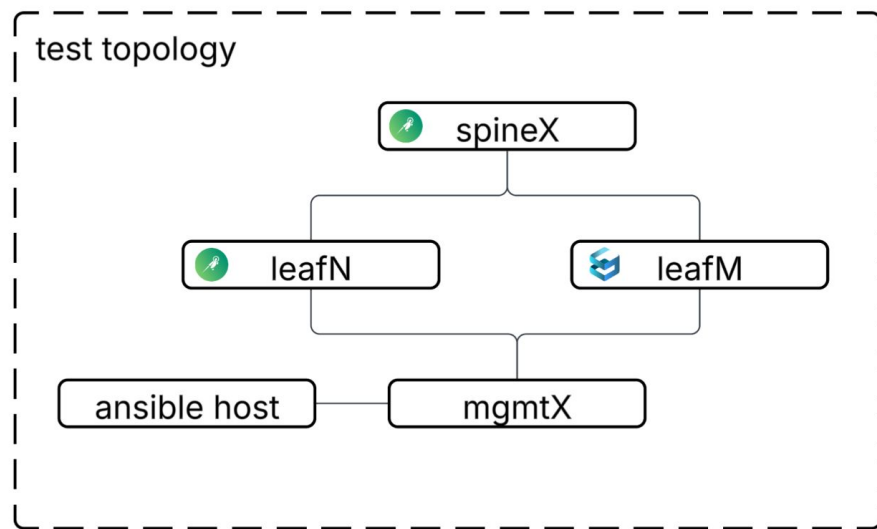 test topology
spineX
leafN
leafM
ansible host
mgmtX